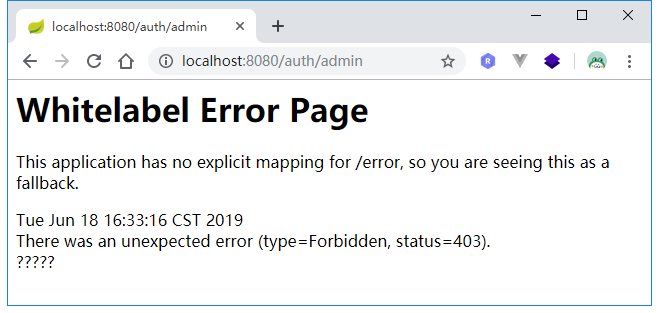 localhost:8080/auth/admin
localhost:8080/auth/admin
Whitelabel Error Page
This application has no explicit mapping for /error, so you are seeing this as a
fallback.
Tue Jun 18 16:33:16 CST 2019
There was an unexpected error (type=Forbidden, status=403).
?????